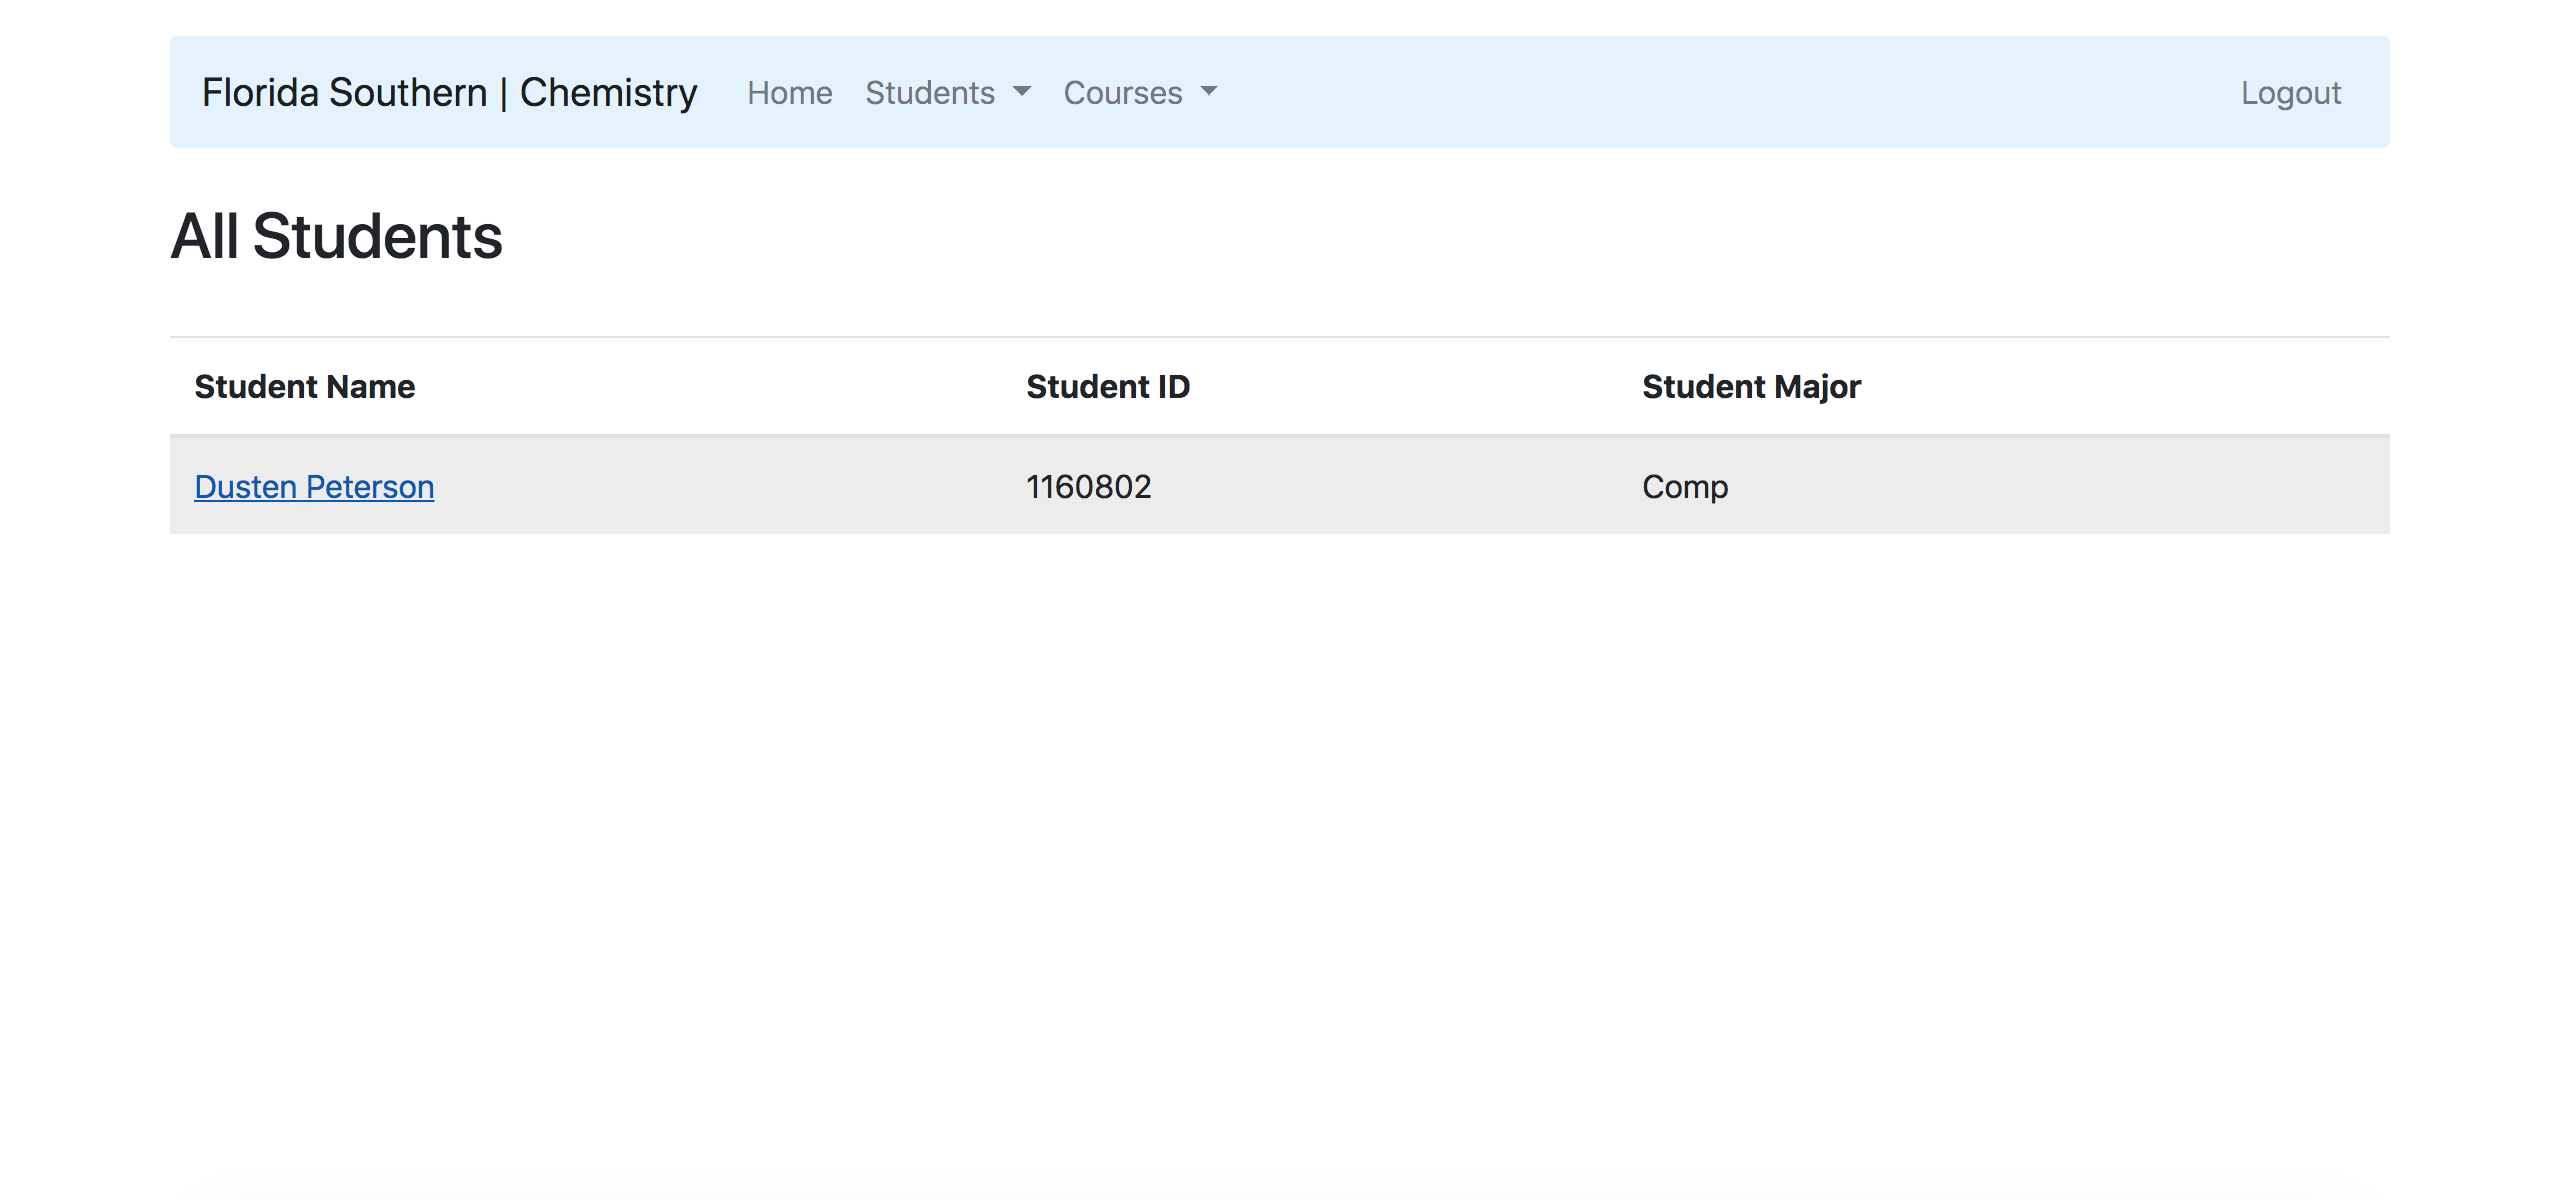 Florida Southern | Chemistry Home Students Courses Logout
All Students
Student Name Student ID Student Major
Dusten Peterson 1160802 Comp